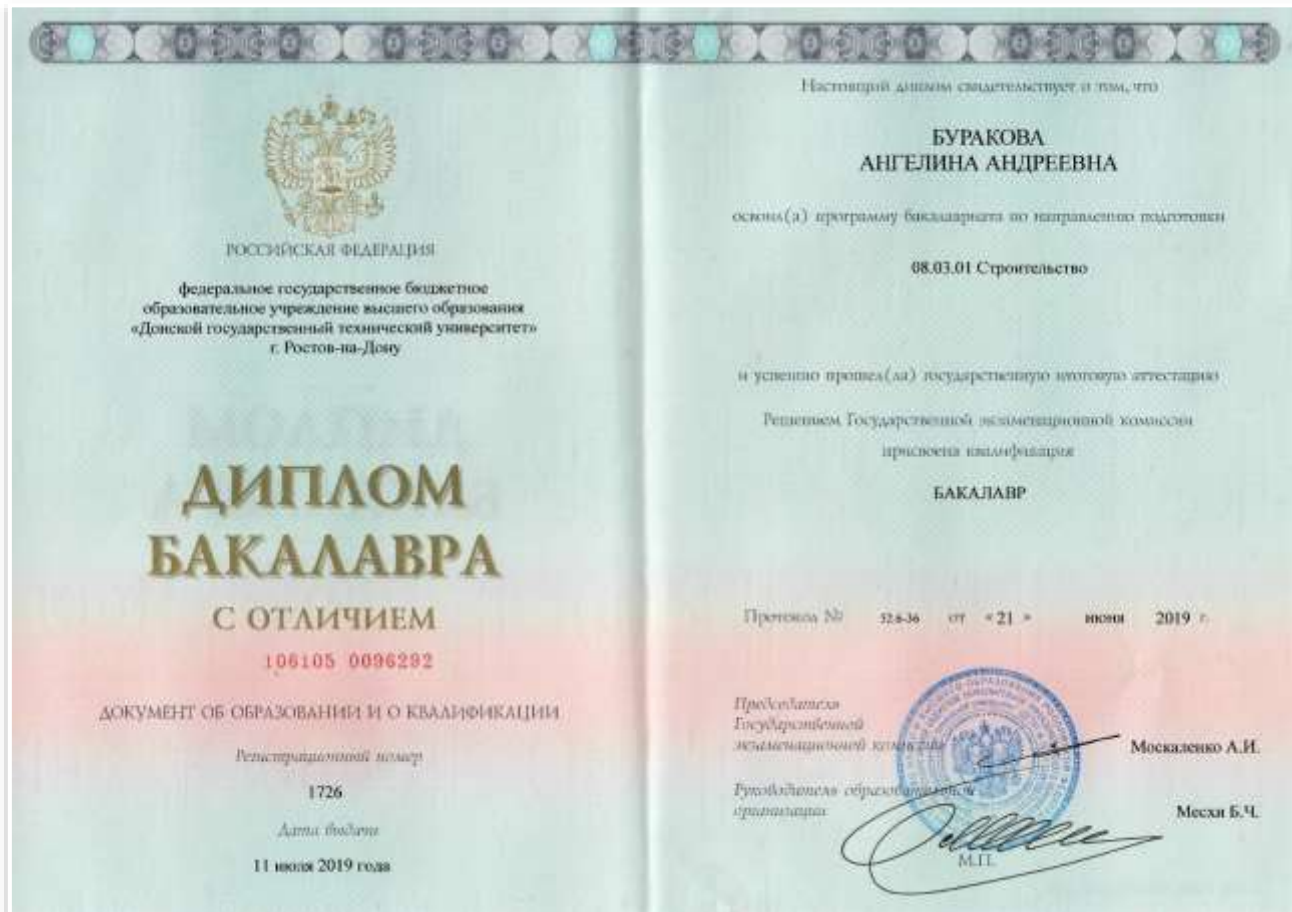 РОССИЙСКАЯ ФЕДЕРАЦИЯ
федеральное государственное бюджетное
образовательное учреждение высшего образования
«Донской государственный технический университет»
г. Ростов-на-Дону
ДИПЛОМ
БАКАЛАВРА
С ОТЛИЧИЕМ
106105 0096292
ДОКУМЕНТ ОБ ОБРАЗОВАНИИ И О КВАЛИФИКАЦИИ
Регистрационный номер
1726
Дата выдачи
11 июля 2019 года
Настоящий диплом свидетельствует о том, что
БУРАКОВА
АНГЕЛИНА АНДРЕЕВНА
освоил(а) программу бакалавриата по направлению подготовки
08.03.01 Строительство
и успешно прошел(ла) государственную итоговую аттестацию
Решением Государственной экзаменационной комиссии
присвоена квалификация
БАКАЛАВР
Протокол № 52.6-36 от «21» июня 2019 г.
Председатель
Государственной
экзаменационной комиссии
Москаленко А.И.
Руководитель образовательной
организации
Месхи Б.Ч.
М.П.